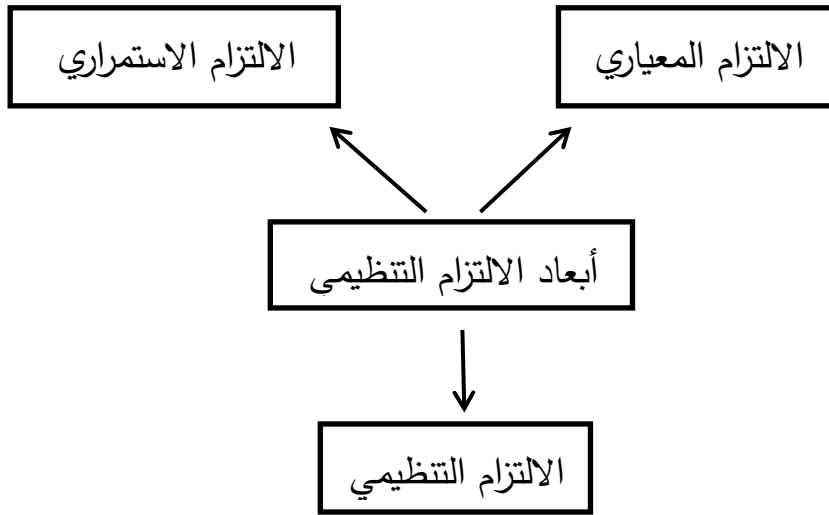 الالتزام المعياري
الالتزام الاستمراري
أبعاد الالتزام التنظيمي
الالتزام التنظيمي